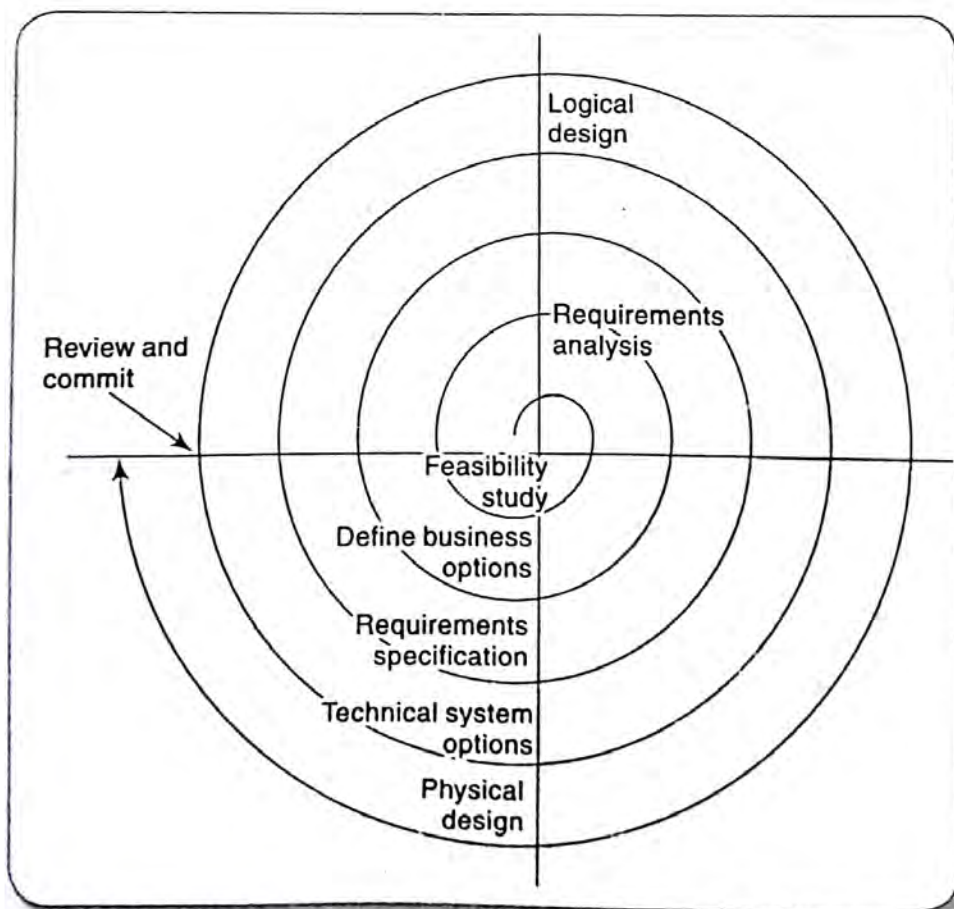 Logical
design
Requirements
analysis
Review and
commit
Feasibility
study
Define business
options
Requirements
specification
Technical system
options
Physical
design